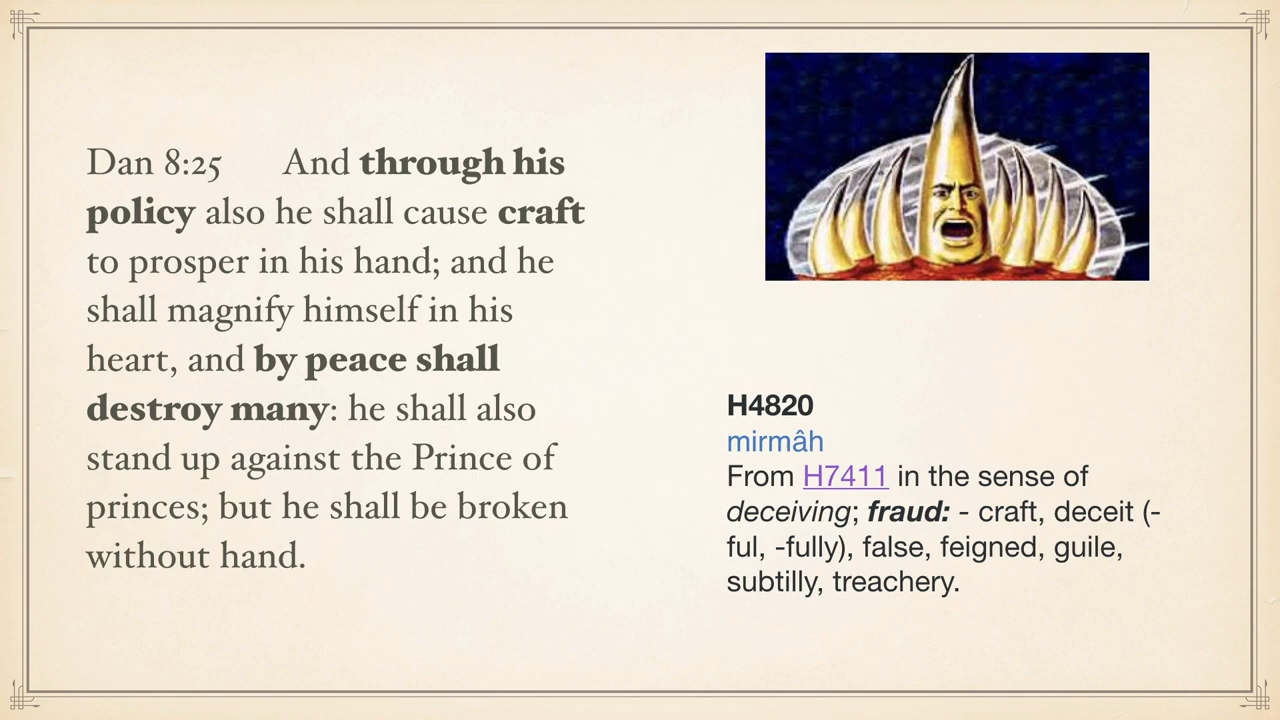 Dan 8:25 And through his
policy also he shall cause craft
to prosper in his hand; and he
shall magnify himself in his
heart, and by peace shall
destroy many: he shall also
stand up against the Prince of
princes; but he shall be broken
without hand.
H4820
mirmâh
From H7411 in the sense of
deceiving; fraud: - craft, deceit (-
ful, -fully), false, feigned, guile,
subtilly, treachery.